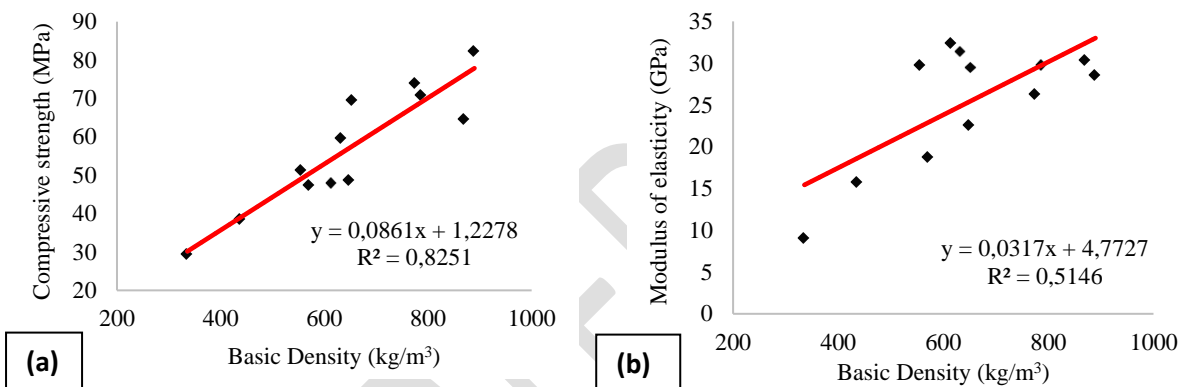 Compressive strength (MPa)
90
80
70
60
50
40
30
20
y = 0,0861x + 1,2278
R² = 0,8251
200
400
600
800
1000
Basic Density (kg/m³)
(a)
Modulus of elasticity (GPa)
35
30
25
20
15
10
5
0
y = 0,0317x + 4,7727
R² = 0,5146
200
400
600
800
1000
Basic Density (kg/m³)
(b)